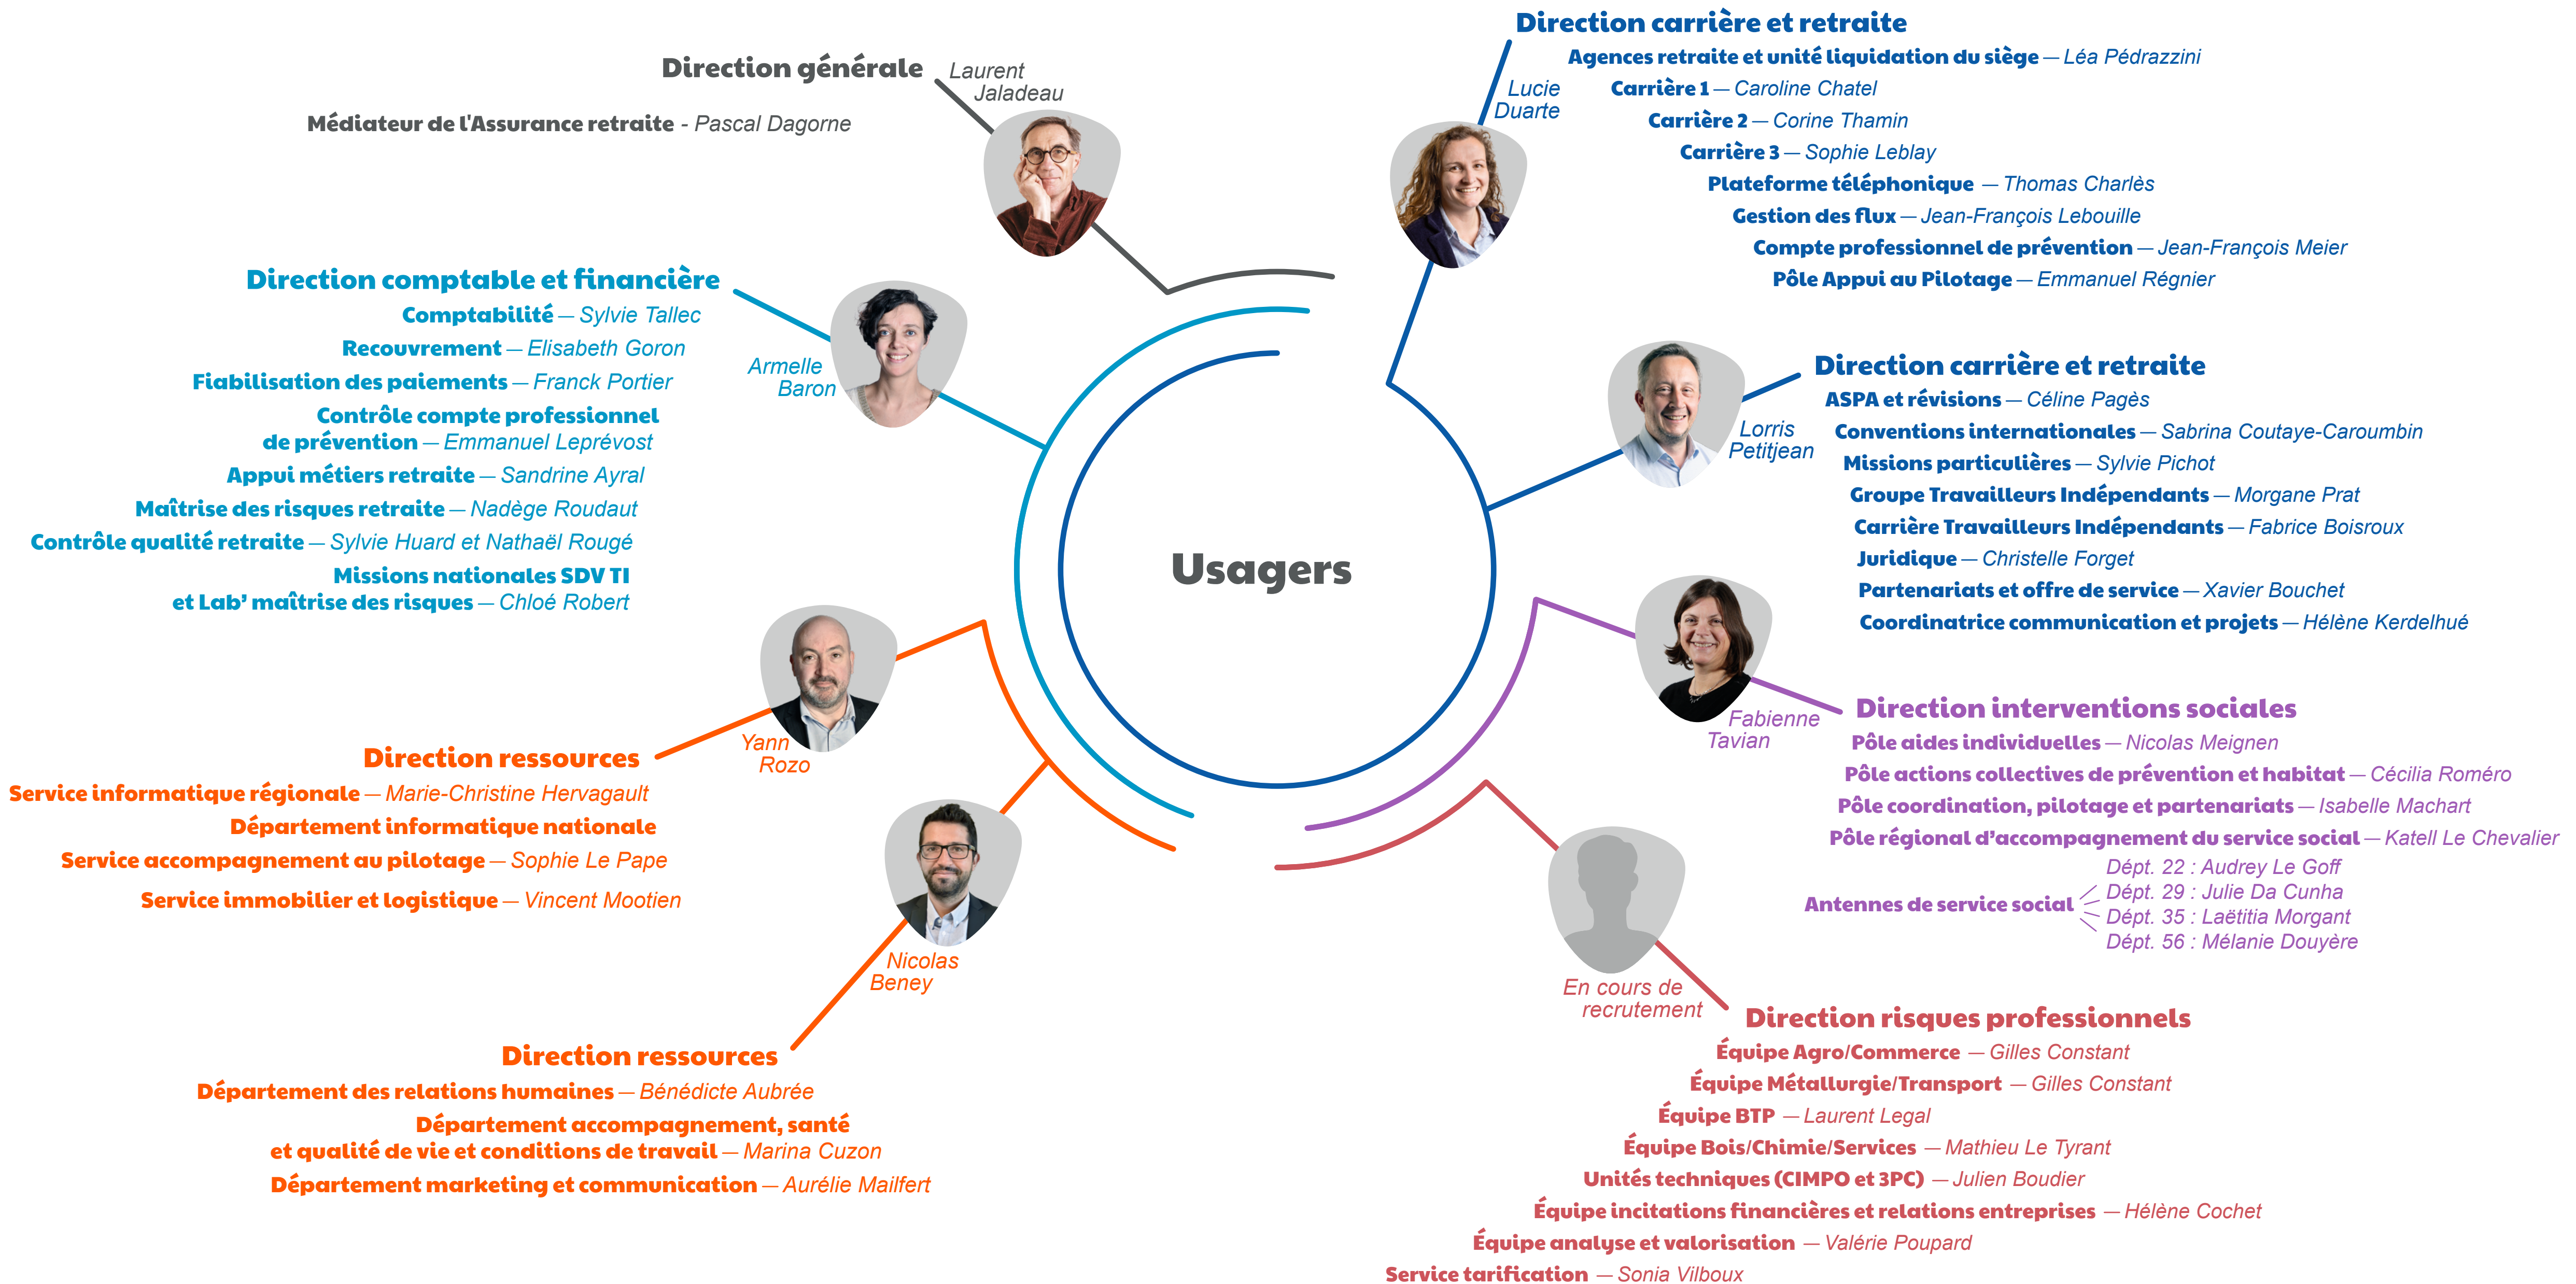 Direction générale
Laurent
Jaladeau
Médiateur de l'Assurance retraite - Pascal Dagorne
Direction comptable et financière
Armelle
Baron
Comptabilité — Sylvie Tallec
Recouvrement — Elisabeth Goron
Fiabilisation des paiements — Franck Portier
Contrôle compte professionnel
de prévention — Emmanuel Leprévost
Appui métiers retraite — Sandrine Ayral
Maîtrise des risques retraite — Nadège Roudaut
Contrôle qualité retraite — Sylvie Huard et Nathaël Rougé
Missions nationales SDV TI
et Lab’ maîtrise des risques — Chloé Robert
Yann
Rozo
Direction ressources
Service informatique régionale — Marie-Christine Hervagault
Département informatique nationale
Service accompagnement au pilotage — Sophie Le Pape
Service immobilier et logistique — Vincent Mootien
Nicolas
Beney
Direction ressources
Département des relations humaines — Bénédicte Aubrée
Département accompagnement, santé
et qualité de vie et conditions de travail — Marina Cuzon
Département marketing et communication — Aurélie Mailfert
Usagers
Direction carrière et retraite
Lucie
Duarte
Agences retraite et unité liquidation du siège — Léa Pédrazzini
Carrière 1 — Caroline Chatel
Carrière 2 — Corine Thamin
Carrière 3 — Sophie Leblay
Plateforme téléphonique — Thomas Charlès
Gestion des flux — Jean-François Lebouille
Compte professionnel de prévention — Jean-François Meier
Pôle Appui au Pilotage — Emmanuel Régnier
Direction carrière et retraite
Lorris
Petitjean
ASPA et révisions — Céline Pagès
Conventions internationales — Sabrina Coutaye-Caroumbin
Missions particulières — Sylvie Pichot
Groupe Travailleurs Indépendants — Morgane Prat
Carrière Travailleurs Indépendants — Fabrice Boisroux
Juridique — Christelle Forget
Partenariats et offre de service — Xavier Bouchet
Coordinatrice communication et projets — Hélène Kerdelhué
Fabienne
Tavian
Direction interventions sociales
Pôle aides individuelles — Nicolas Meignen
Pôle actions collectives de prévention et habitat — Cécilia Roméro
Pôle coordination, pilotage et partenariats — Isabelle Machart
Pôle régional d’accompagnement du service social — Katell Le Chevalier
Antennes de service social
Dépt. 22 : Audrey Le Goff
Dépt. 29 : Julie Da Cunha
Dépt. 35 : Laëtitia Morgant
Dépt. 56 : Mélanie Douyère
En cours de
recrutement
Direction risques professionnels
Équipe Agro/Commerce — Gilles Constant
Équipe Métallurgie/Transport — Gilles Constant
Équipe BTP — Laurent Legal
Équipe Bois/Chimie/Services — Mathieu Le Tyrant
Unités techniques (CIMPO et 3PC) — Julien Boudier
Équipe incitations financières et relations entreprises — Hélène Cochet
Équipe analyse et valorisation — Valérie Poupard
Service tarification — Sonia Vilboux